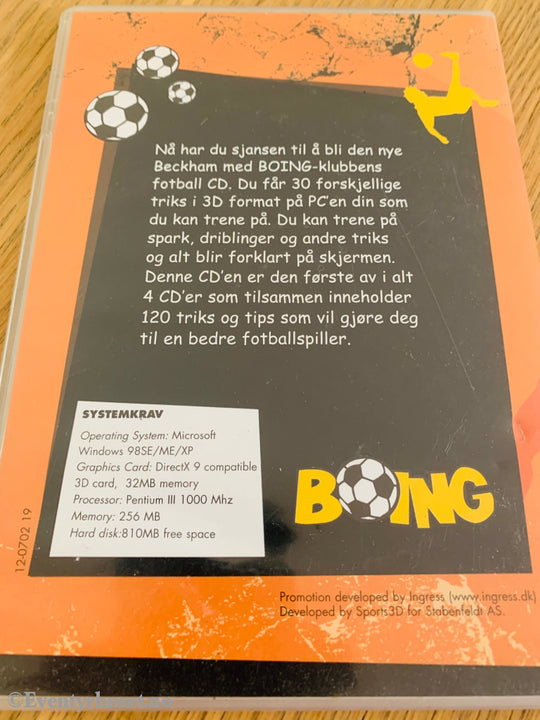 Nå har du sjansen til å bli den nye
Beckham med BOING-klubbens
fotball CD. Du får 30 forskjellige
triks i 3D format på PC'en din som
du kan trene på. Du kan trene på
spark, driblinger og andre triks
og alt blir forklart på skjermen.
Denne CD'en er den første av i alt
4 CD'er som tilsammen inneholder
120 triks og tips som vil gjøre deg
til en bedre fotballspiller.
SYSTEMKRAV
Operating System: Microsoft
Windows 98SE/ME/XP
Graphics Card: DirectX 9 compatible
3D card, 32MB memory
Processor: Pentium III 1000 Mhz
Memory: 256 MB
Hard disk:810MB free space
BOING
12-0702 19
Promotion developed by Ingress (www.ingress.dk)
Developed by Sports3D for Stabenfeldt AS.